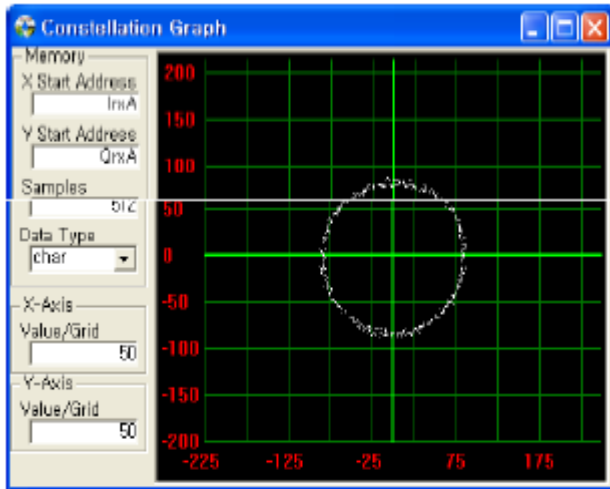 Constellation Graph
Memory
X Start Address
IrxA
Y Start Address
QrxA
Samples
512
Data Type
char
X-Axis
Value/Grid
50
Y-Axis
Value/Grid
50
200
150
100
50
0
-50
-100
-150
-200
-225
-125
-25
75
175